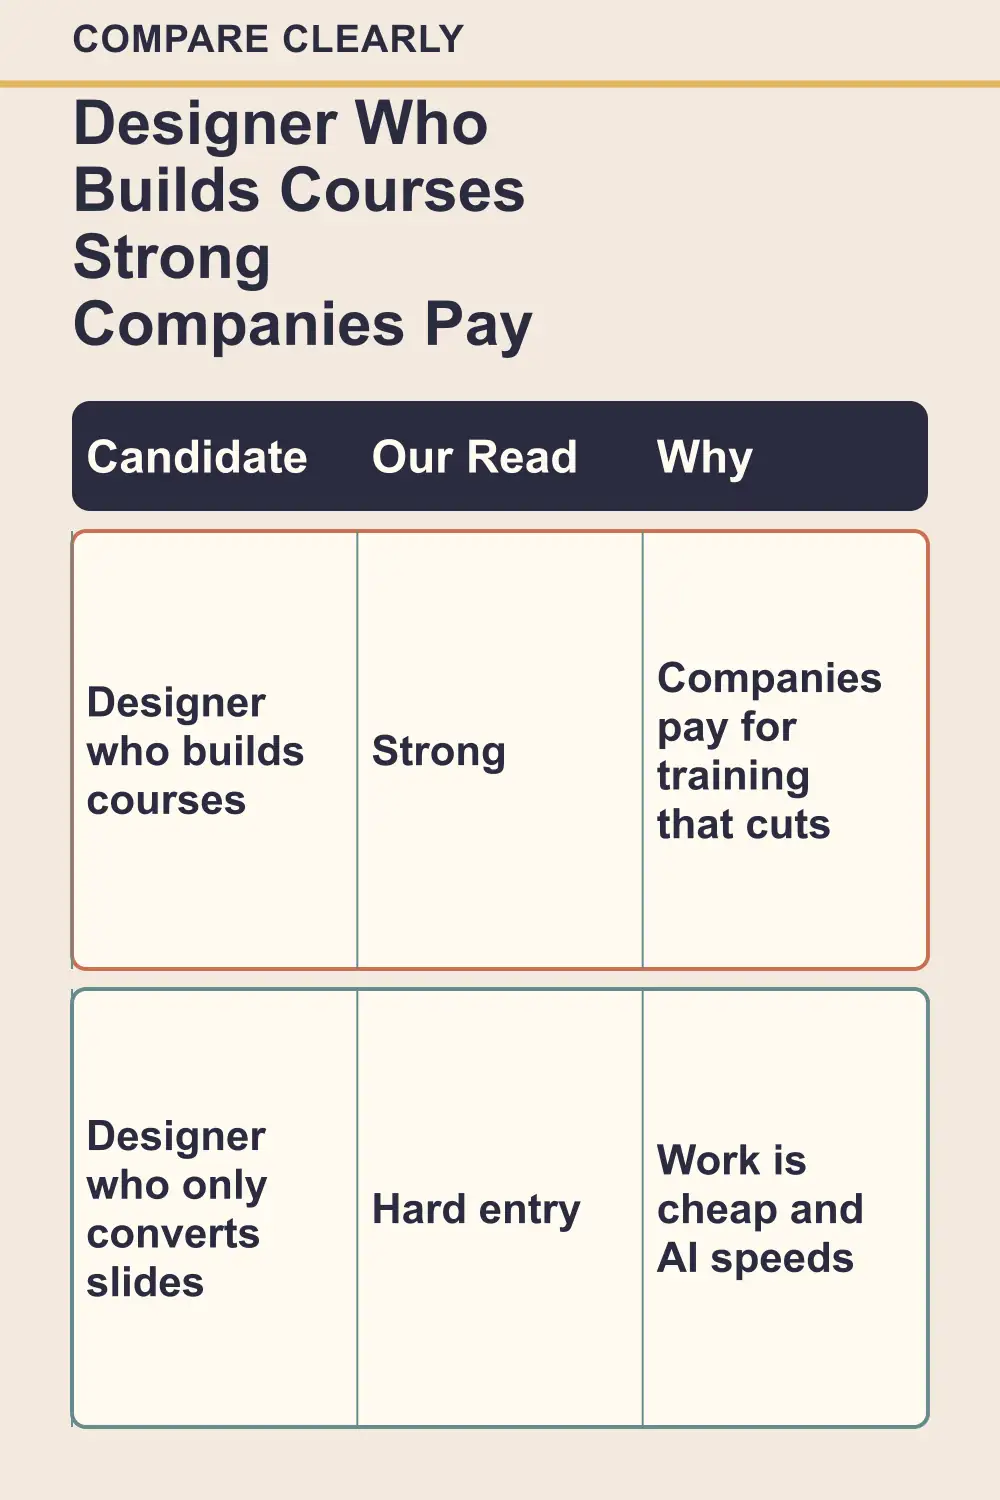 COMPARE CLEARLY
Designer Who
Builds Courses
Strong
Companies Pay
Candidate
Our Read
Why
Designer
who builds
courses
Strong
Companies
pay for
training
that cuts
Designer
who only
converts
slides
Hard entry
Work is
cheap and
AI speeds